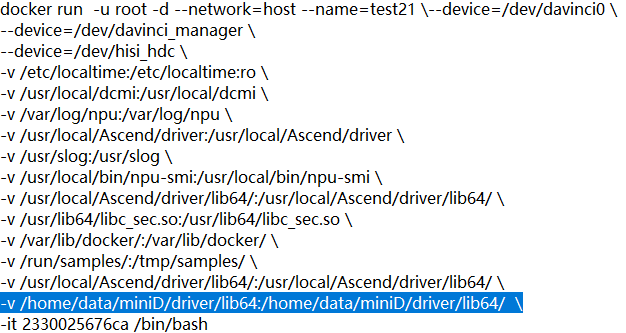 docker run  -u root -d --network=host --name=test21 \--device=/dev/davinci0 \
--device=/dev/davinci_manager \
--device=/dev/hisi_hdc \
-v /etc/localtime:/etc/localtime:ro \
-v /usr/local/dcmi:/usr/local/dcmi \
-v /var/log/npu:/var/log/npu \
-v /usr/local/Ascend/driver:/usr/local/Ascend/driver \
-v /usr/slog:/usr/slog \
-v /usr/local/bin/npu-smi:/usr/local/bin/npu-smi \
-v /usr/local/Ascend/driver/lib64/:/usr/local/Ascend/driver/lib64/ \
-v /usr/lib64/libc_sec.so:/usr/lib64/libc_sec.so \
-v /var/lib/docker/:/var/lib/docker/ \
-v /run/samples/:/tmp/samples/ \
-v /usr/local/Ascend/driver/lib64/:/usr/local/Ascend/driver/lib64/ \
-v /home/data/miniD/driver/lib64:/home/data/miniD/driver/lib64/  \
-it 2330025676ca /bin/bash